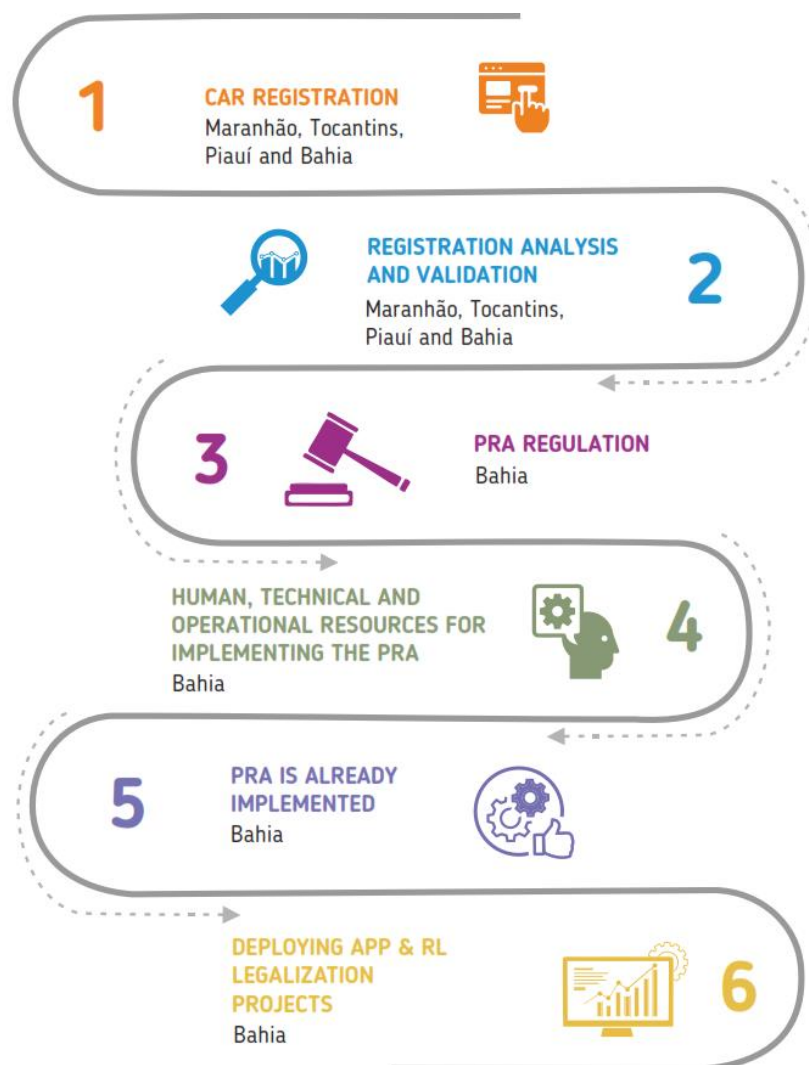 1
CAR REGISTRATION
Maranhão, Tocantins,
Piauí and Bahia
REGISTRATION ANALYSIS
AND VALIDATION
Maranhão, Tocantins,
Piauí and Bahia
2
3
PRA REGULATION
Bahia
HUMAN, TECHNICAL AND
OPERATIONAL RESOURCES FOR
IMPLEMENTING THE PRA
Bahia
4
5
PRA IS ALREADY
IMPLEMENTED
Bahia
DEPLOYING APP & RL
LEGALIZATION
PROJECTS
Bahia
6